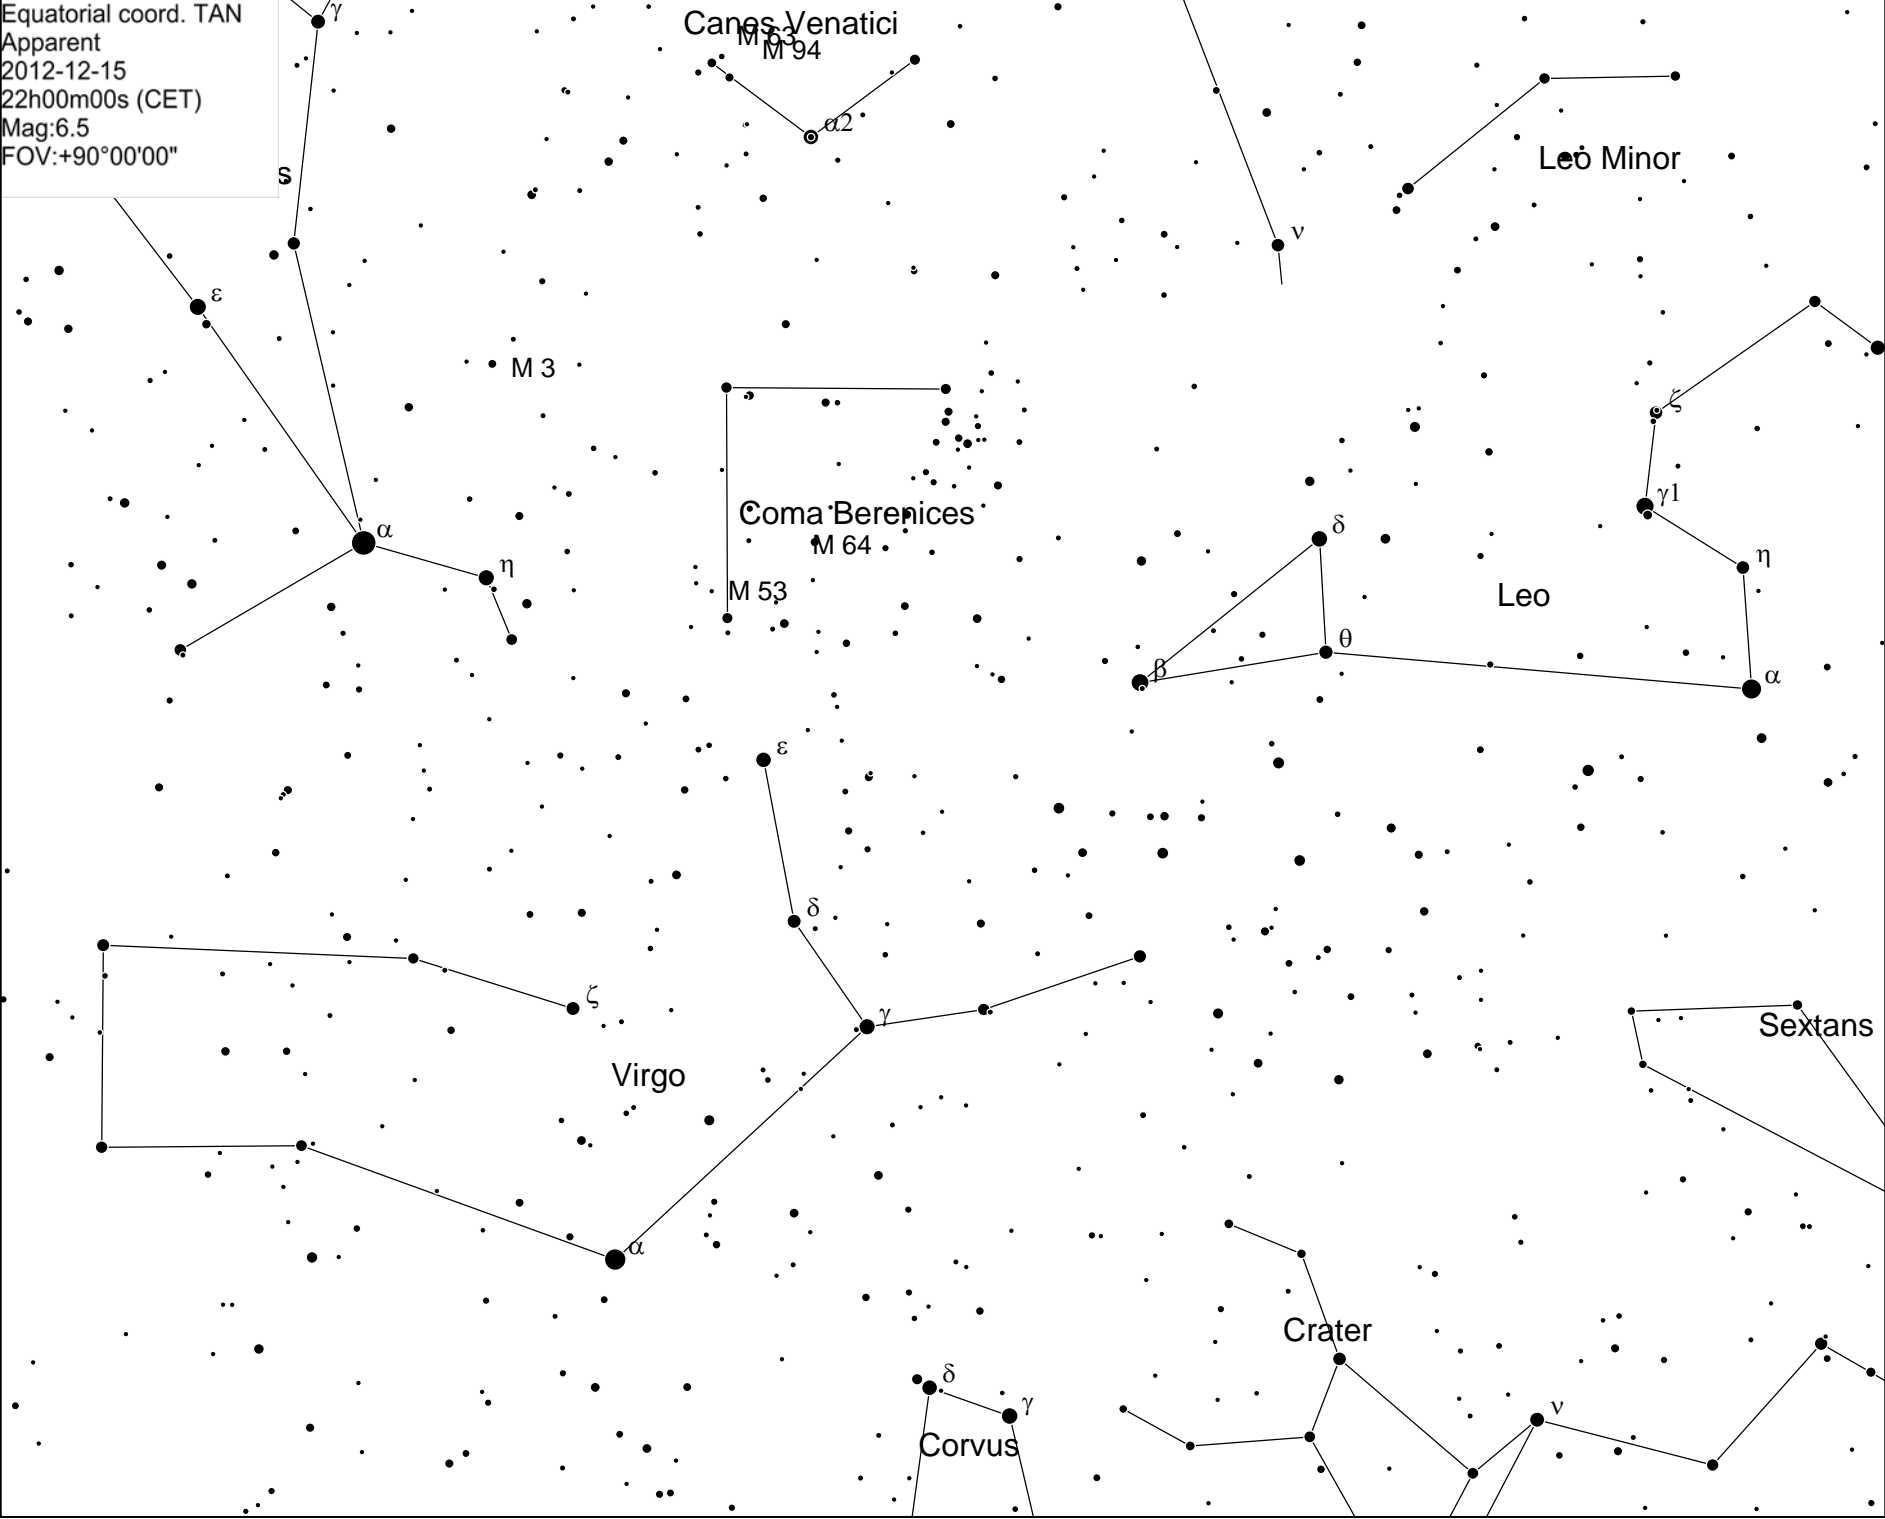 Equatorial coord. TAN
Apparent
2012-12-15
22h00m00s (CET)
Mag:6.5
FOV:+90°00'00"
s
γ
Canes Venatici
M 63
M 94
α2
ν
Leo Minor
ε
M 3
ζ
γ1
α
η
Coma Berenices
M 64
M 53
δ
η
Leo
θ
β
α
ε
δ
ζ
γ
Virgo
Sextans
α
Crater
δ
γ
ν
Corvus